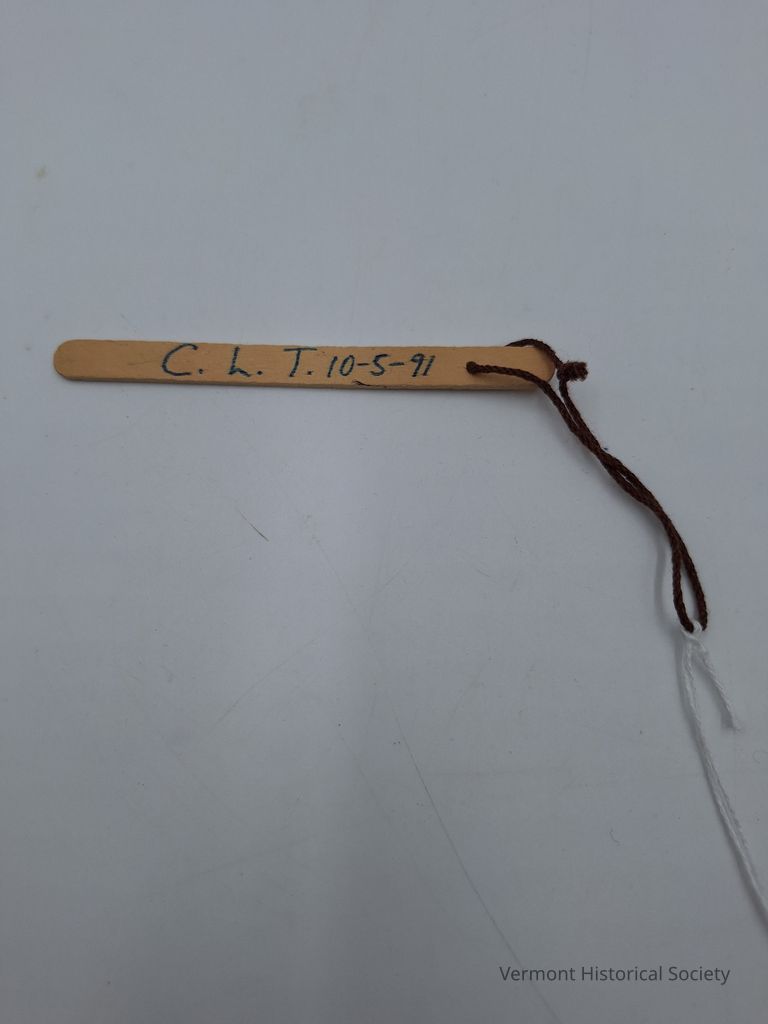 C. L. T. 10-5-91
Vermont Historical Society